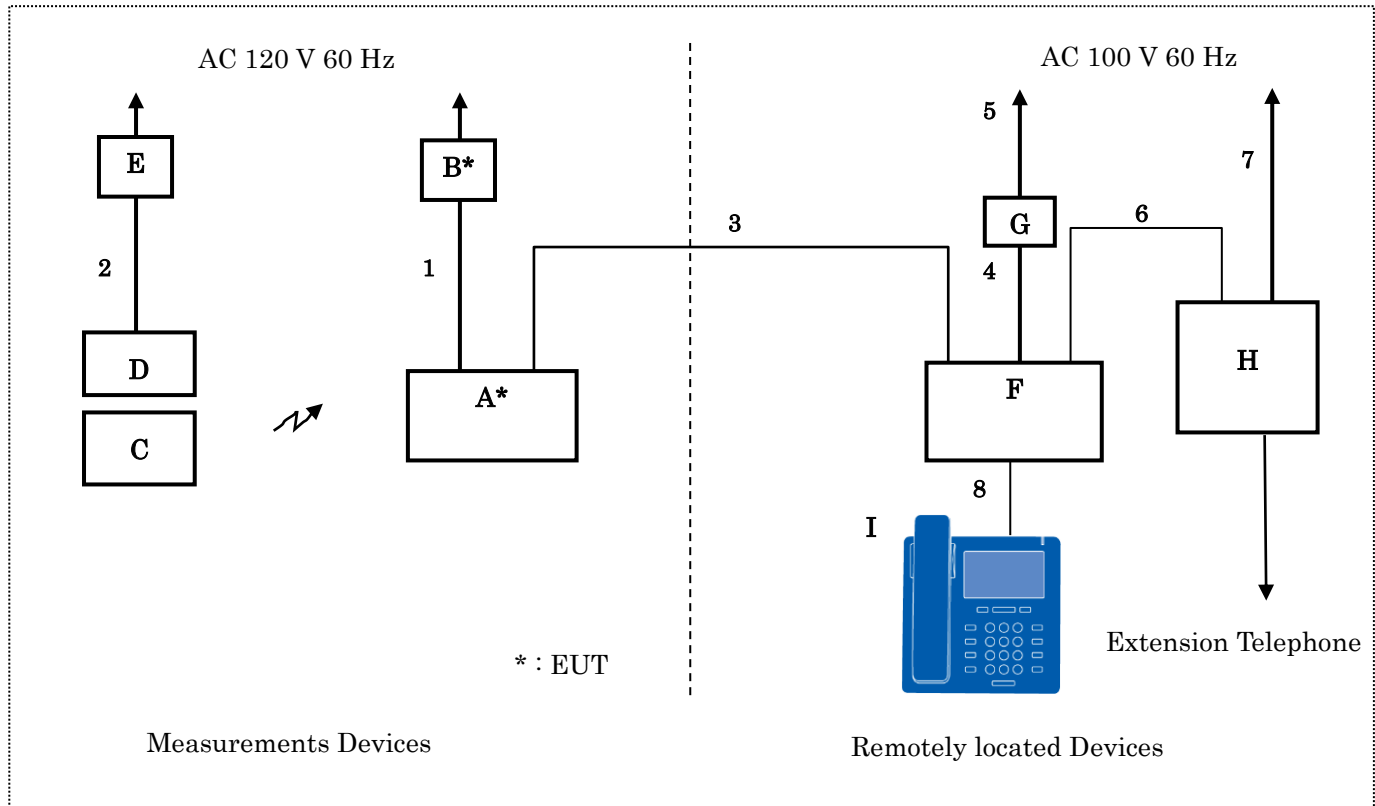 AC 120 V 60 Hz
AC 100 V 60 Hz
5
E
B*
7
G
6
3
2
1
4
D
A*
F
H
C
8
I
Extension Telephone
* : EUT
Measurements Devices
Remotely located Devices